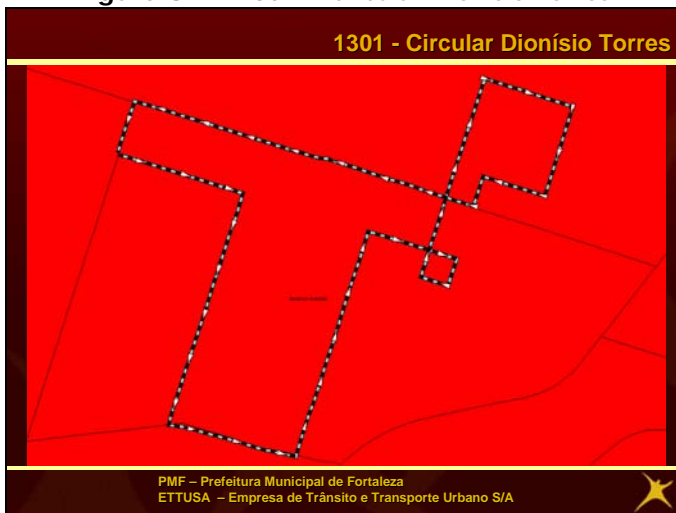 1301 - Circular Dionísio Torres
PMF – Prefeitura Municipal de Fortaleza
ETTUSA – Empresa de Trânsito e Transporte Urbano S/A